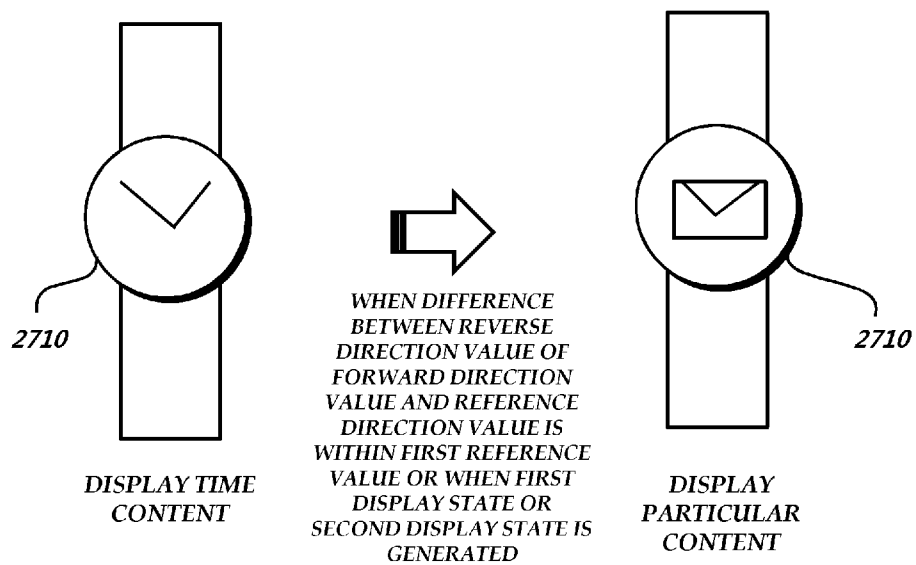 2710
DISPLAY TIME
CONTENT
WHEN DIFFERENCE
BETWEEN REVERSE
DIRECTION VALUE OF
FORWARD DIRECTION
VALUE AND REFERENCE
DIRECTION VALUE IS
WITHIN FIRST REFERENCE
VALUE OR WHEN FIRST
DISPLAY STATE OR
SECOND DISPLAY STATE IS
GENERATED
2710
DISPLAY
PARTICULAR
CONTENT